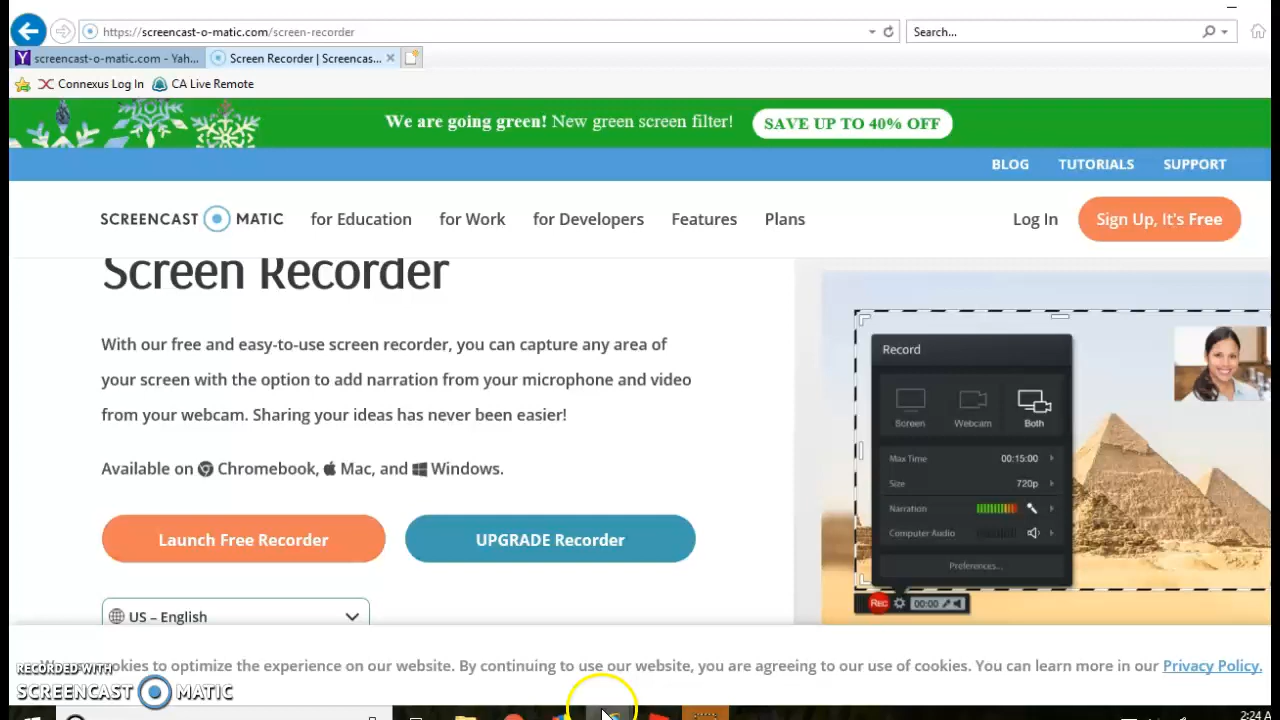 https://screencast-o-matic.com/screen-recorder
Search...
screencast-o-matic.com - Yah...
Screen Recorder | Screencas...
Connexus Log In
CA Live Remote
We are going green! New green screen filter!
SAVE UP TO 40% OFF
BLOG
TUTORIALS
SUPPORT
SCREENCAST MATIC
for Education
for Work
for Developers
Features
Plans
Log In
Sign Up, It's Free
Screen Recorder
With our free and easy-to-use screen recorder, you can capture any area of
your screen with the option to add narration from your microphone and video
from your webcam. Sharing your ideas has never been easier!
Available on Chromebook, Mac, and Windows.
Launch Free Recorder
UPGRADE Recorder
US – English
Record
Screen
Webcam
Both
Max Time 00:15:00
Size 720p
Narration
Computer Audio
Preferences...
Rec 00:00
cookies to optimize the experience on our website. By continuing to use our website, you are agreeing to our use of cookies. You can learn more in our Privacy Policy.
RECORDED WITH
SCREENCAST MATIC
2:24 A